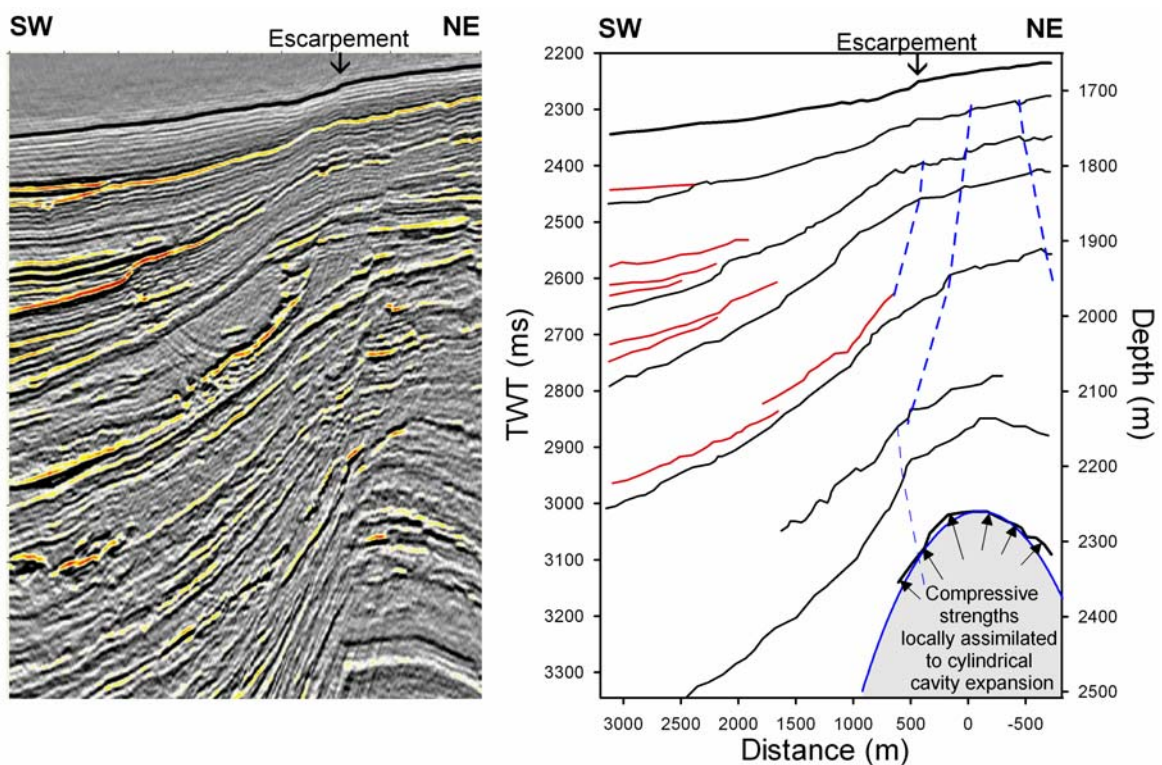 SW
Escarpement
NE
SW
Escarpement
NE
2200
2300
2400
2500
2600
2700
2800
2900
3000
3100
3200
3300
TWT (ms)
1700
1800
1900
2000
2100
2200
2300
2400
2500
Depth (m)
Compressive
strengths
locally assimilated
to cylindrical
cavity expansion
3000 2500 2000 1500 1000 500 0 -500
Distance (m)